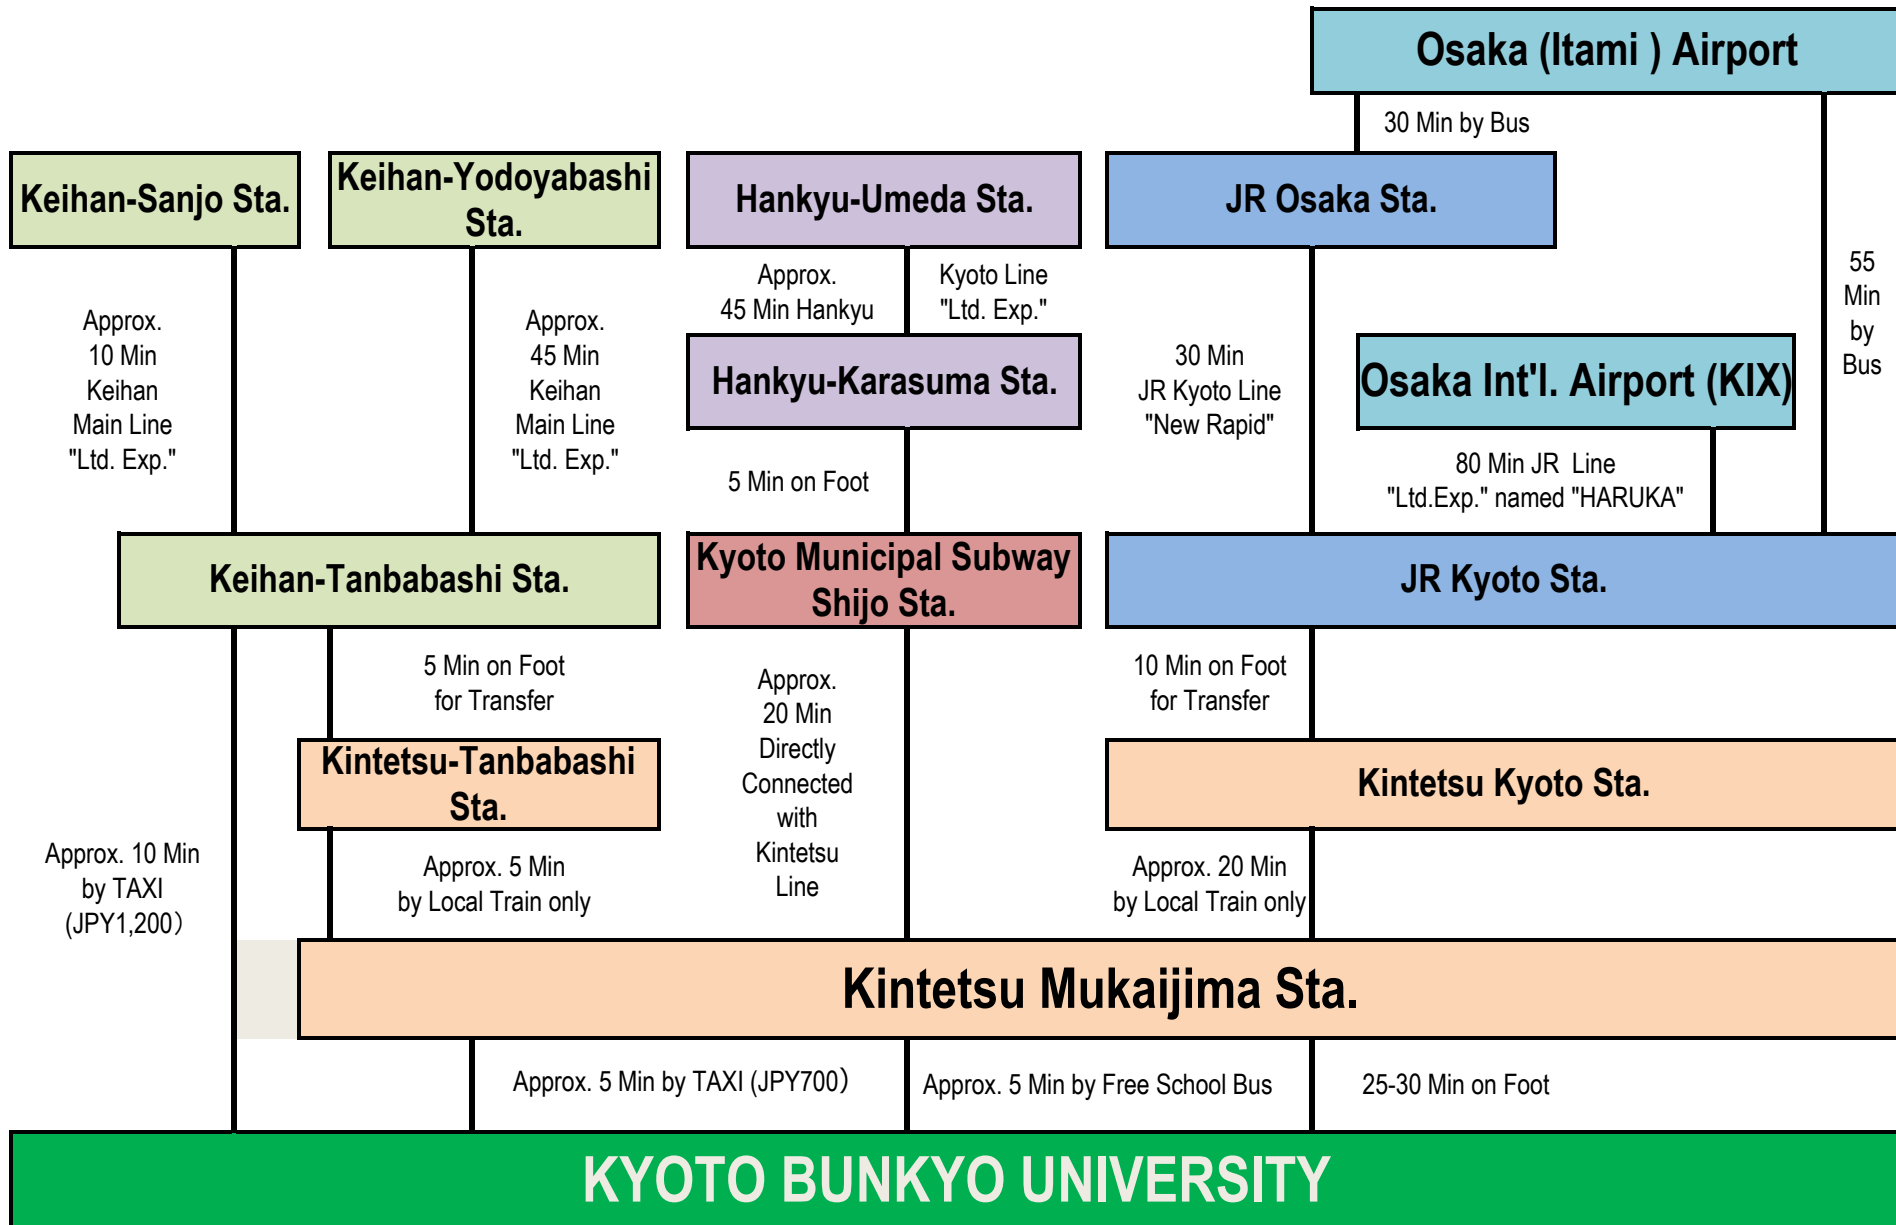 Osaka (Itami ) Airport
30 Min by Bus
Keihan-Sanjo Sta.
Keihan-Yodoyabashi
Sta.
Hankyu-Umeda Sta.
JR Osaka Sta.
Approx.
10 Min
Keihan
Main Line
"Ltd. Exp."
Approx.
45 Min
Keihan
Main Line
"Ltd. Exp."
Approx.
45 Min Hankyu
Kyoto Line
"Ltd. Exp."
Hankyu-Karasuma Sta.
5 Min on Foot
30 Min
JR Kyoto Line
"New Rapid"
Osaka Int'l. Airport (KIX)
80 Min JR  Line
"Ltd.Exp." named "HARUKA"
55
Min
by
Bus
Keihan-Tanbabashi Sta.
Kyoto Municipal Subway
Shijo Sta.
JR Kyoto Sta.
5 Min on Foot
for Transfer
Approx.
20 Min
Directly
Connected
with
Kintetsu
Line
10 Min on Foot
for Transfer
Kintetsu-Tanbabashi
Sta.
Kintetsu Kyoto Sta.
Approx. 10 Min
by TAXI
(JPY1,200）
Approx. 5 Min
by Local Train only
Approx. 20 Min
by Local Train only
Kintetsu Mukaijima Sta.
Approx. 5 Min by TAXI (JPY700）
Approx. 5 Min by Free School Bus
25-30 Min on Foot
KYOTO BUNKYO UNIVERSITY